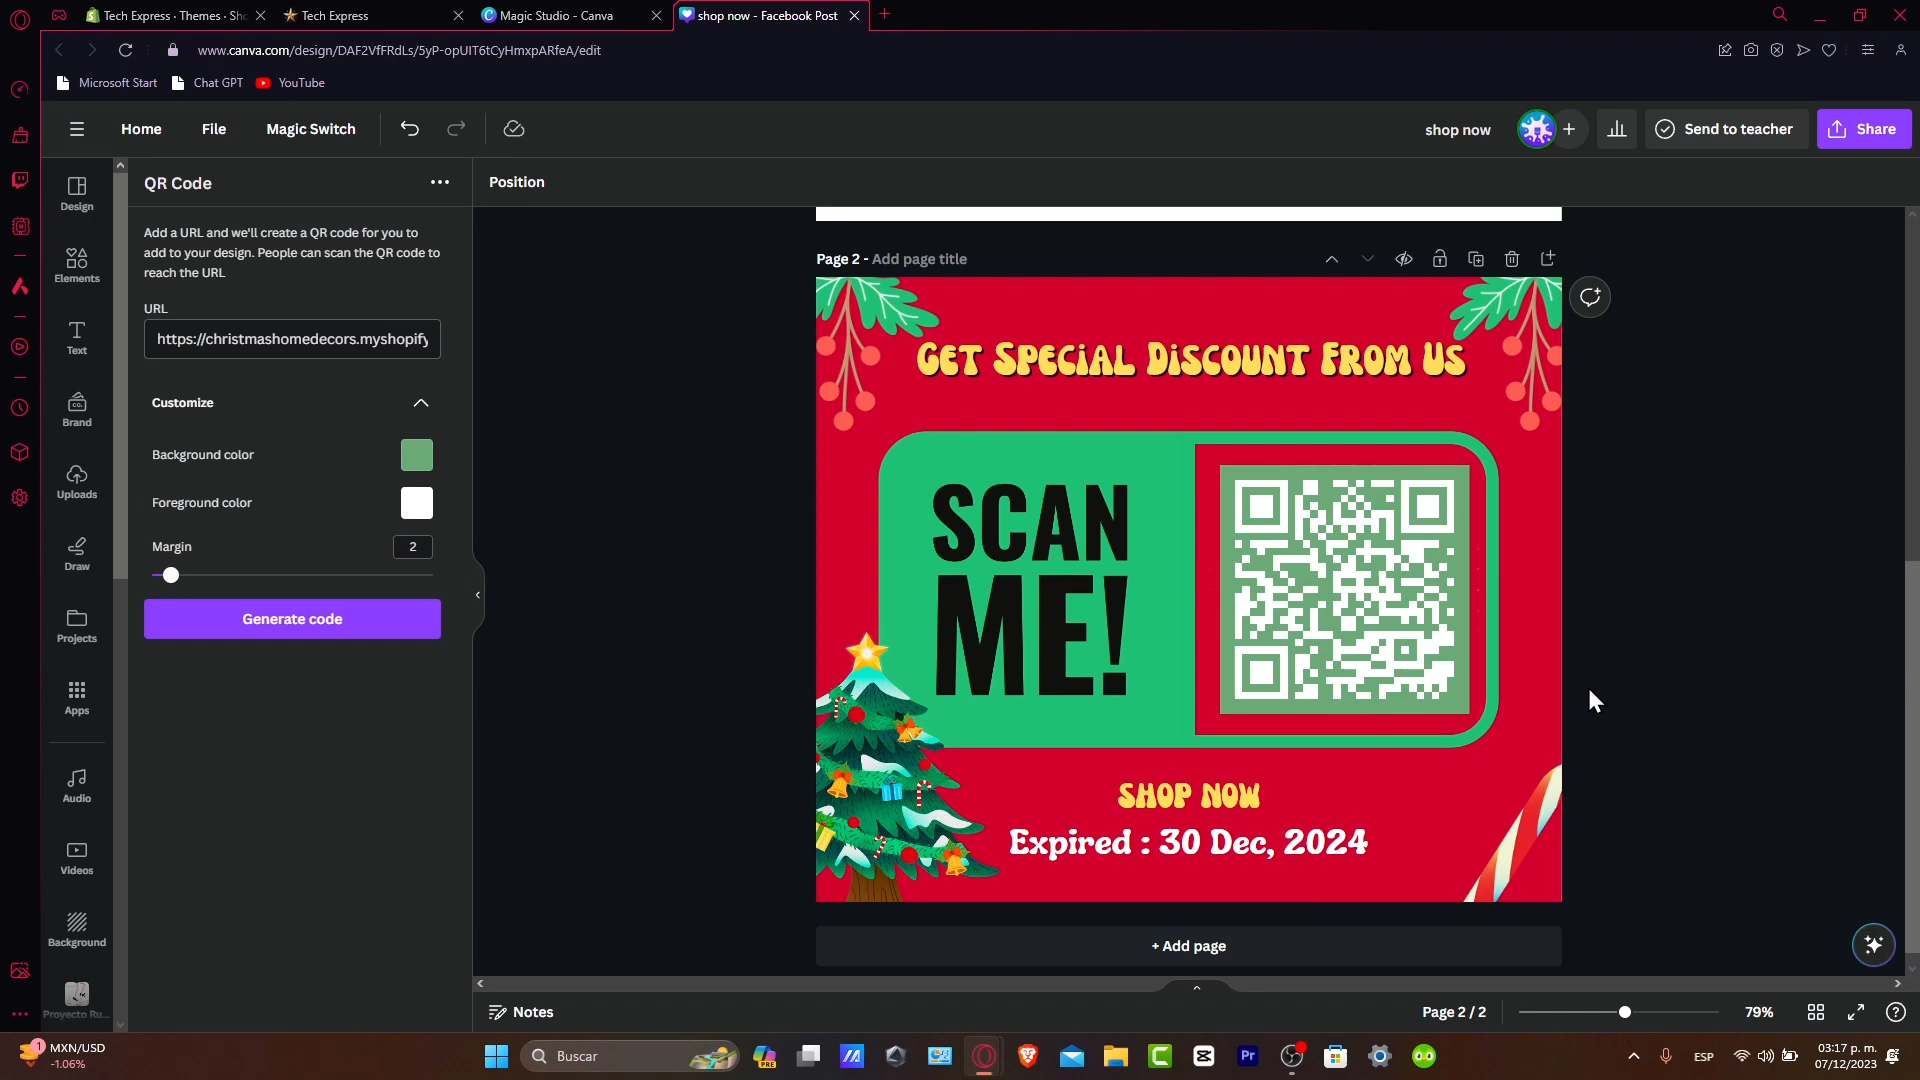 Tech Express · Themes · Sho
Tech Express
Magic Studio - Canva
shop now - Facebook Post
www.canva.com/design/DAF2VfFRdLs/5yP-opUIT6tCyHmxpARfeA/edit
Microsoft Start
Chat GPT
YouTube
Home
File
Magic Switch
shop now
Send to teacher
Share
Design
Elements
Text
Brand
Uploads
Draw
Projects
Apps
Audio
Videos
Background
Proyecto Ru...
QR Code
Add a URL and we'll create a QR code for you to
add to your design. People can scan the QR code to
reach the URL
URL
https://christmashomedecors.myshopify
Customize
Background color
Foreground color
Margin
2
Generate code
Position
Page 2 - Add page title
Get Special Discount From Us
SCAN
ME!
SHOP NOW
Expired : 30 Dec, 2024
+ Add page
Notes
Page 2 / 2
79%
1
MXN/USD
-1.06%
Buscar
PRE
Pr
ESP
03:17 p. m.
07/12/2023